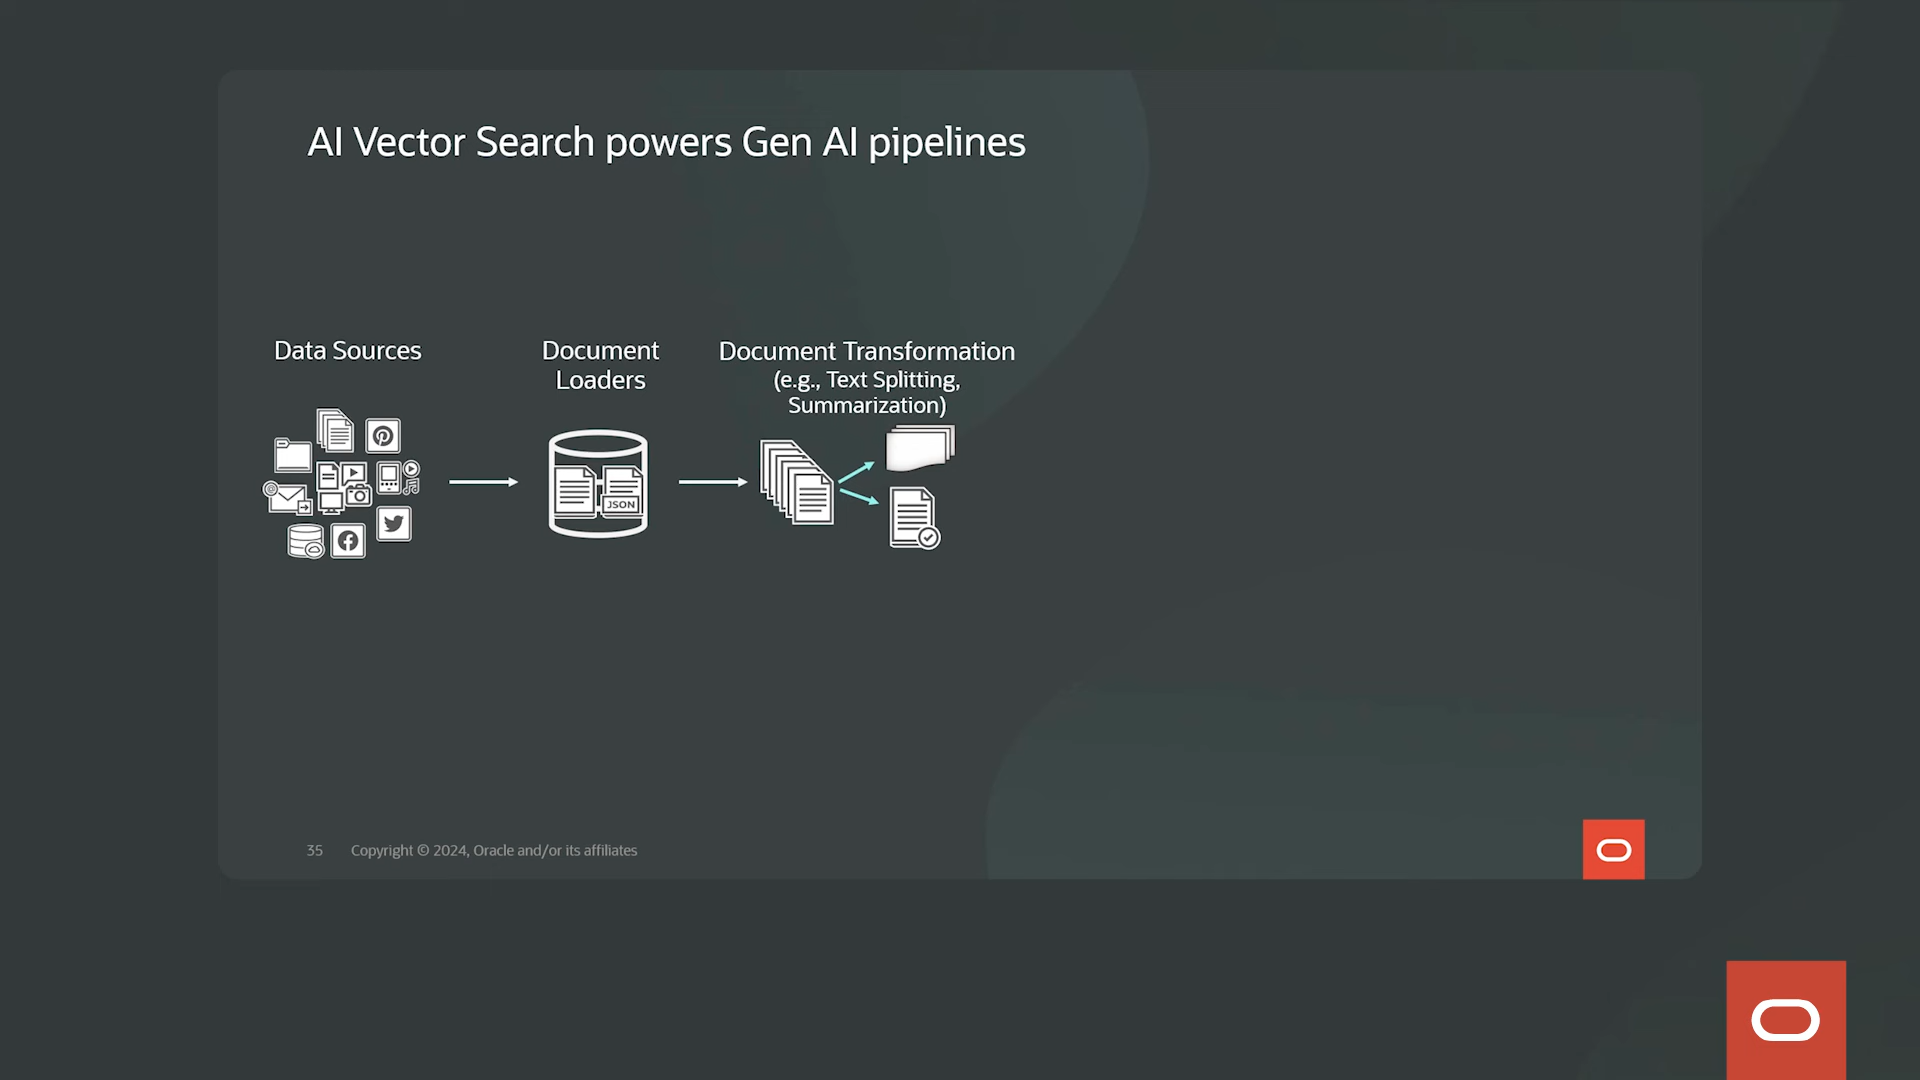 AI Vector Search powers Gen AI pipelines
Data Sources
Document
Loaders
Document Transformation
(e.g., Text Splitting,
Summarization)
JSON
35
Copyright © 2024, Oracle and/or its affiliates